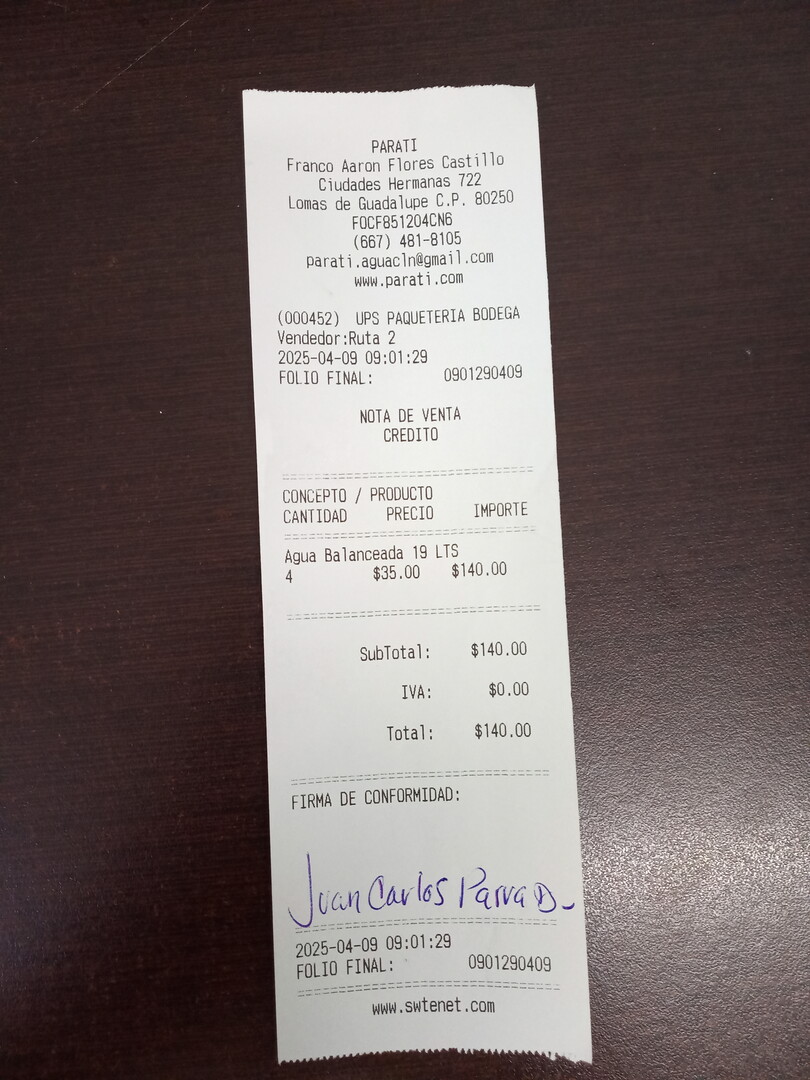 PARATI
Franco Aaron Flores Castillo
Ciudades Hermanas 722
Lomas de Guadalupe C.P. 80250
FOCF851204CN6
(667) 481-8105
parati.aguacln@gmail.com
www.parati.com
(000452) UPS PAQUETERIA BODEGA
Vendedor:Ruta 2
2025-04-09 09:01:29
FOLIO FINAL: 0901290409
NOTA DE VENTA
CREDITO
CONCEPTO / PRODUCTO
CANTIDAD PRECIO IMPORTE
Agua Balanceada 19 LTS
4 $35.00 $140.00
SubTotal: $140.00
IVA: $0.00
Total: $140.00
FIRMA DE CONFORMIDAD:
Juan Carlos Parra D.
2025-04-09 09:01:29
FOLIO FINAL: 0901290409
www.swtenet.com